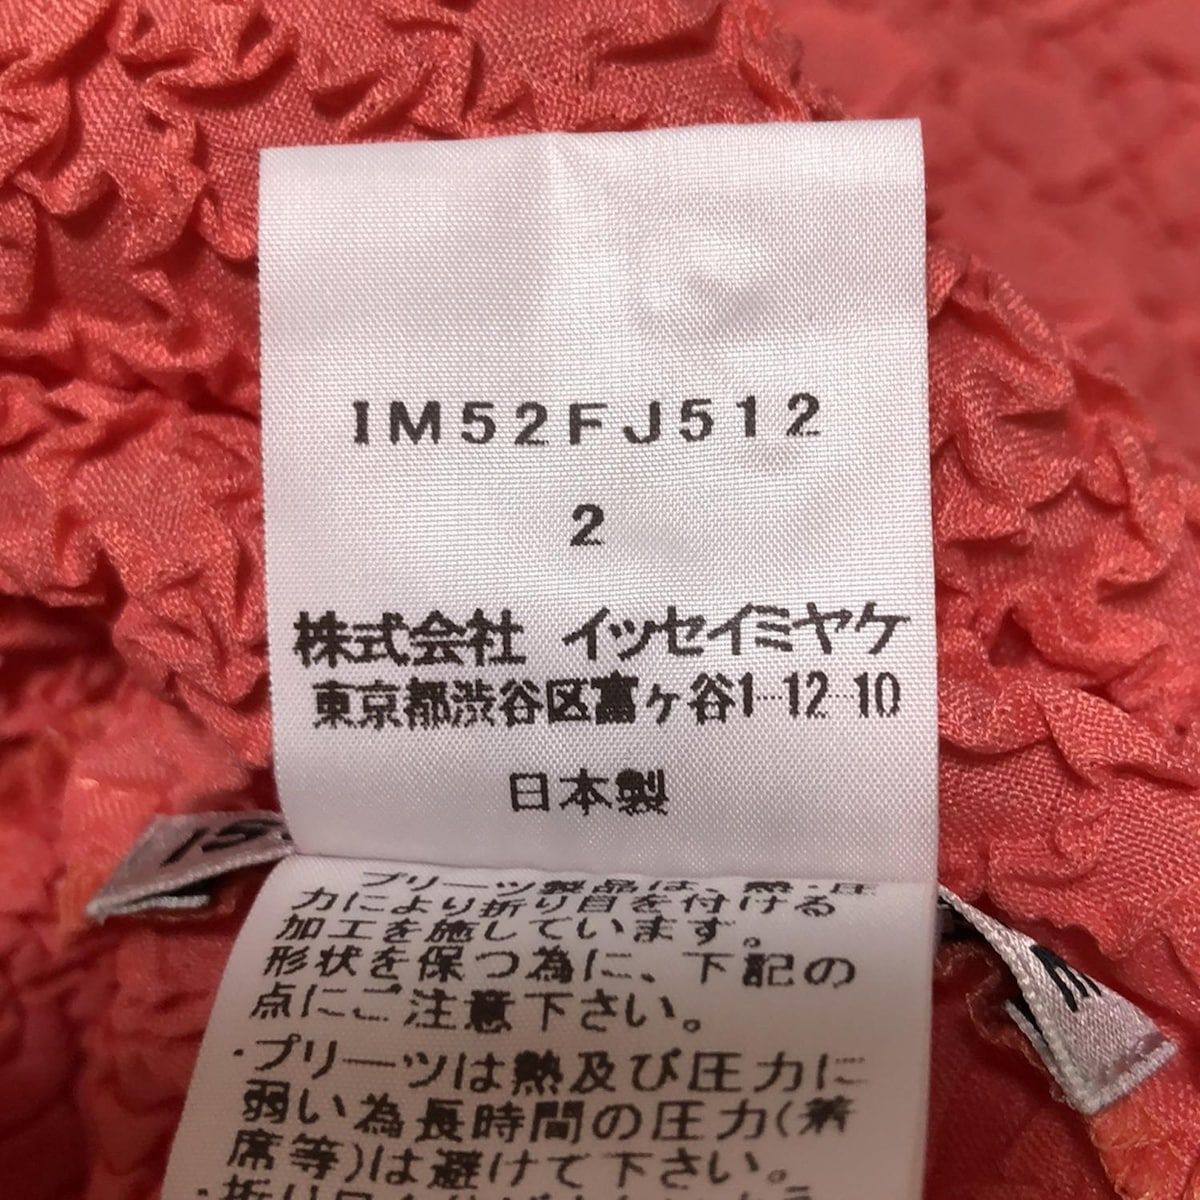 IM52FJ512
2
株式会社 イッセイミヤケ
東京都渋谷区富ヶ谷1-12-10
日本製
IS
M
プリーツ製品は、熱・圧
力により折り目を付ける
加工を施しています。
形状を保つ為に、下記の
点にご注意下さい。
・プリーツは熱及び圧力に
弱い為長時間の圧力(着
席等)は避けて下さい。